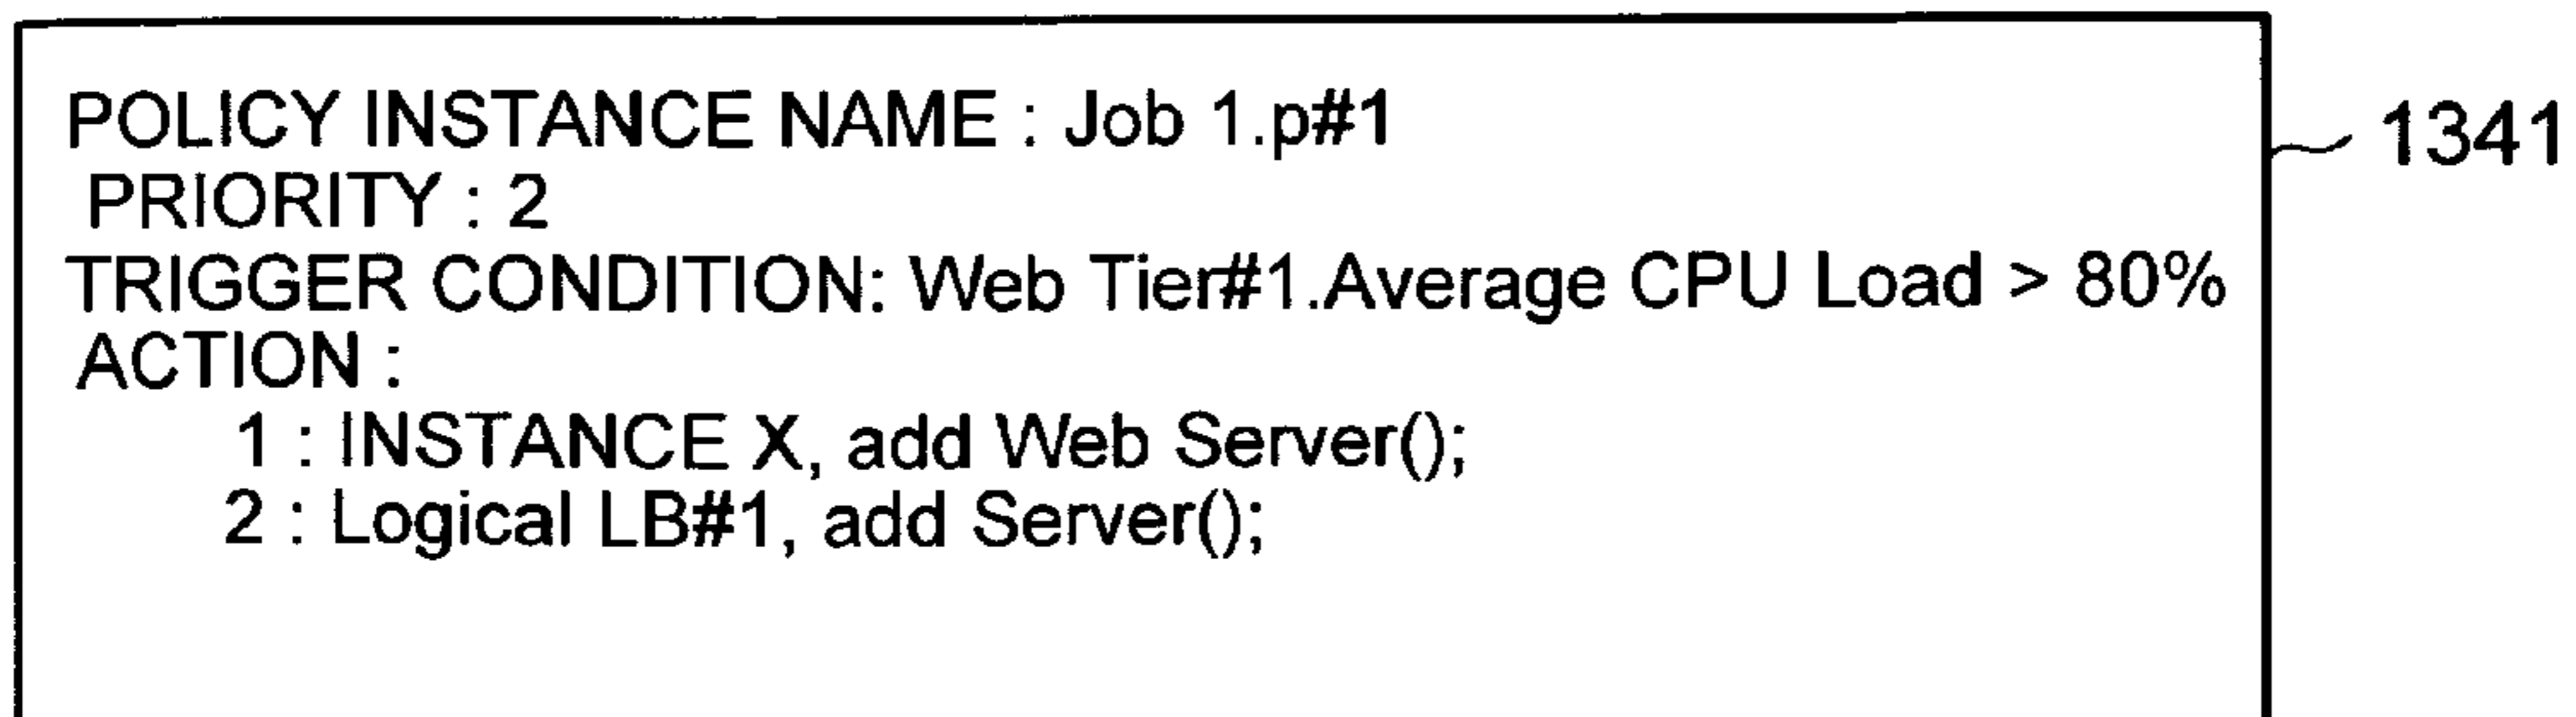 POLICY INSTANCE NAME : Job 1.p#1
1341
PRIORITY : 2
TRIGGER CONDITION: Web Tier#1.Average CPU Load > 80%
ACTION :
1 : INSTANCE X, add Web Server();
2 : Logical LB#1, add Server();